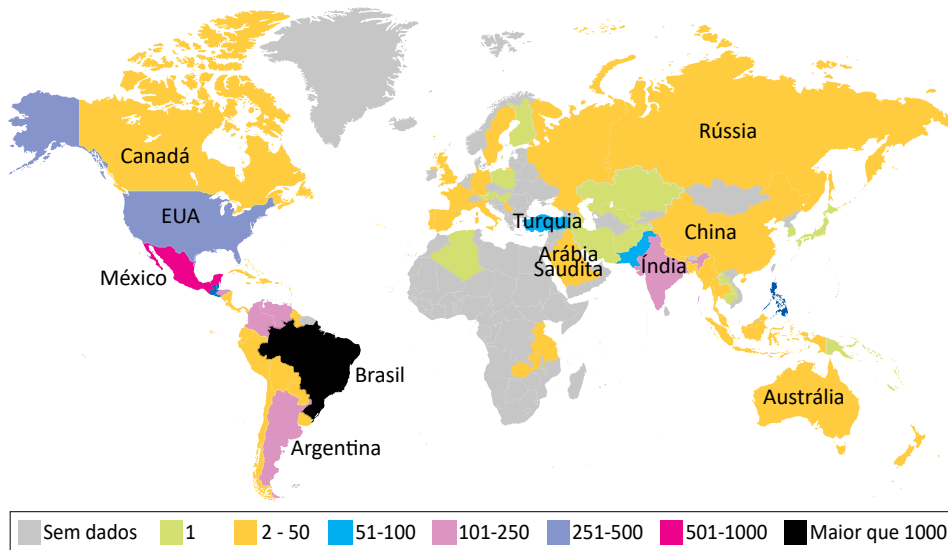 Canadá
Rússia
EUA
Turquia
China
México
Arábia
Saudita
Índia
Brasil
Austrália
Argentina
Sem dados 1 2 - 50 51-100 101-250 251-500 501-1000 Maior que 1000